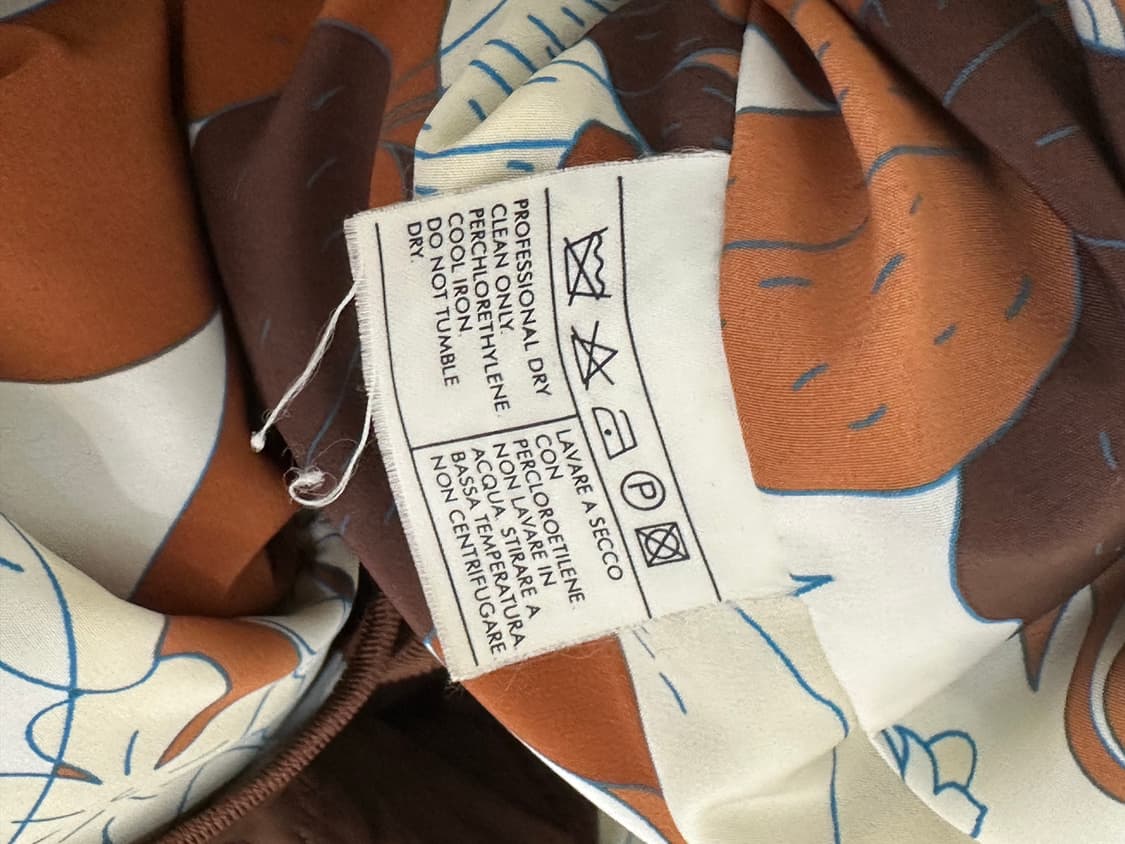 P
PROFESSIONAL DRY
CLEAN ONLY.
PERCHLORETHYLENE.
COOL IRON.
DO NOT TUMBLE
DRY.
LAVARE A SECCO
CON
PERCLOROETILENE.
NON LAVARE IN
ACQUA. STIRARE A
BASSA TEMPERATURA.
NON CENTRIFUGARE